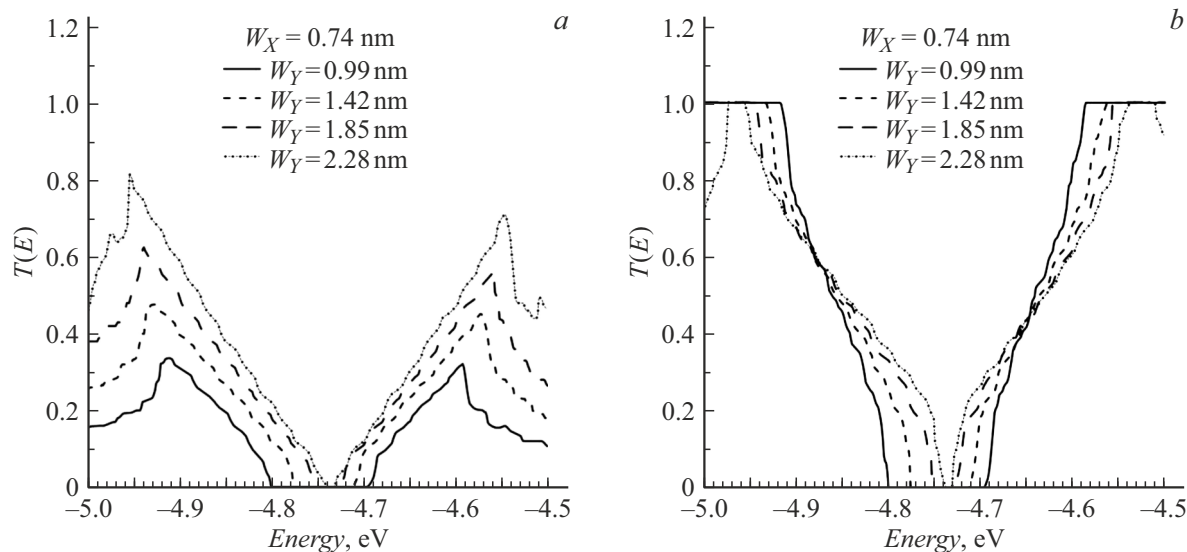 a
1.2
W_X = 0.74 nm
W_Y = 0.99 nm
1.0
W_Y = 1.42 nm
W_Y = 1.85 nm
0.8
W_Y = 2.28 nm
0.6
T(E)
0.4
0.2
0
–5.0 –4.9 –4.8 –4.7 –4.6 –4.5
Energy, eV
b
1.2
W_X = 0.74 nm
W_Y = 0.99 nm
1.0
W_Y = 1.42 nm
W_Y = 1.85 nm
0.8
W_Y = 2.28 nm
0.6
T(E)
0.4
0.2
0
–5.0 –4.9 –4.8 –4.7 –4.6 –4.5
Energy, eV